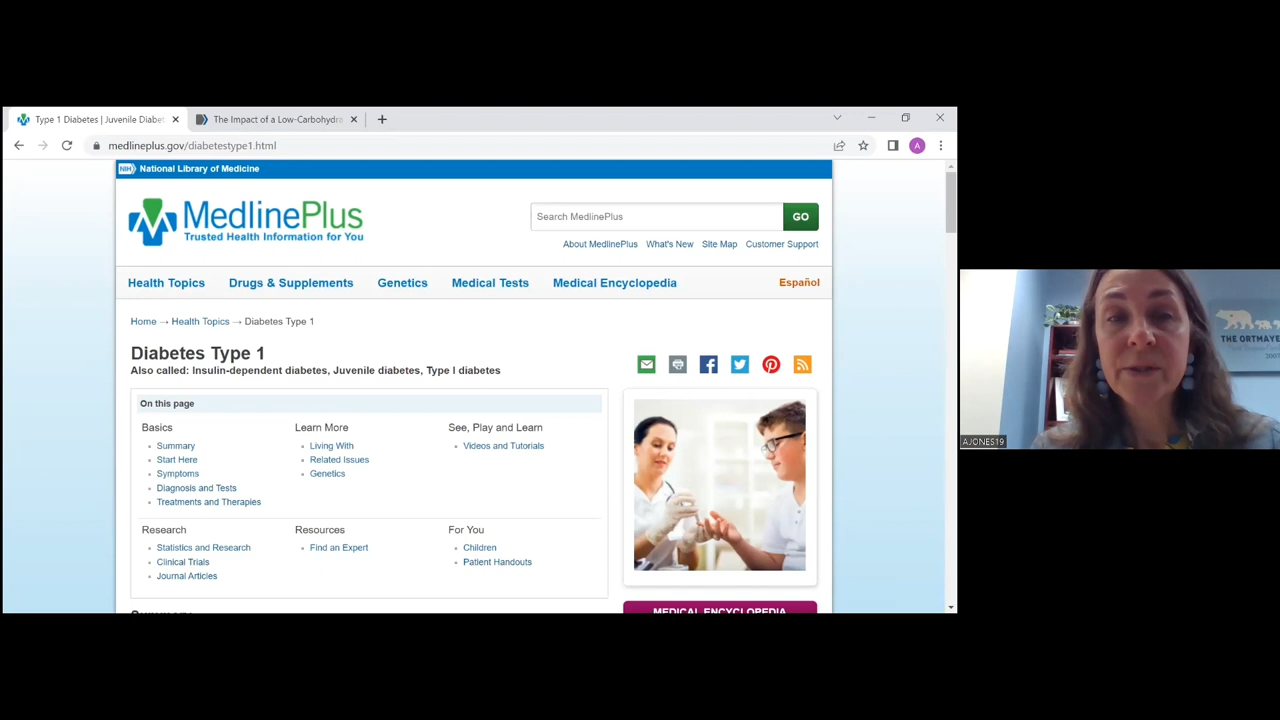 Type 1 Diabetes | Juvenile Diabet
The Impact of a Low-Carbohydra
medlineplus.gov/diabetestype1.html
A
NIH National Library of Medicine
MedlinePlus
Trusted Health Information for You
Search MedlinePlus
GO
About MedlinePlus What's New Site Map Customer Support
Health Topics Drugs & Supplements Genetics Medical Tests Medical Encyclopedia Español
Home → Health Topics → Diabetes Type 1
Diabetes Type 1
Also called: Insulin-dependent diabetes, Juvenile diabetes, Type I diabetes
On this page
Basics
Summary
Start Here
Symptoms
Diagnosis and Tests
Treatments and Therapies
Learn More
Living With
Related Issues
Genetics
See, Play and Learn
Videos and Tutorials
Research
Statistics and Research
Clinical Trials
Journal Articles
Resources
Find an Expert
For You
Children
Patient Handouts
MEDICAL ENCYCLOPEDIA
THE ORTMAYE
AJONES19